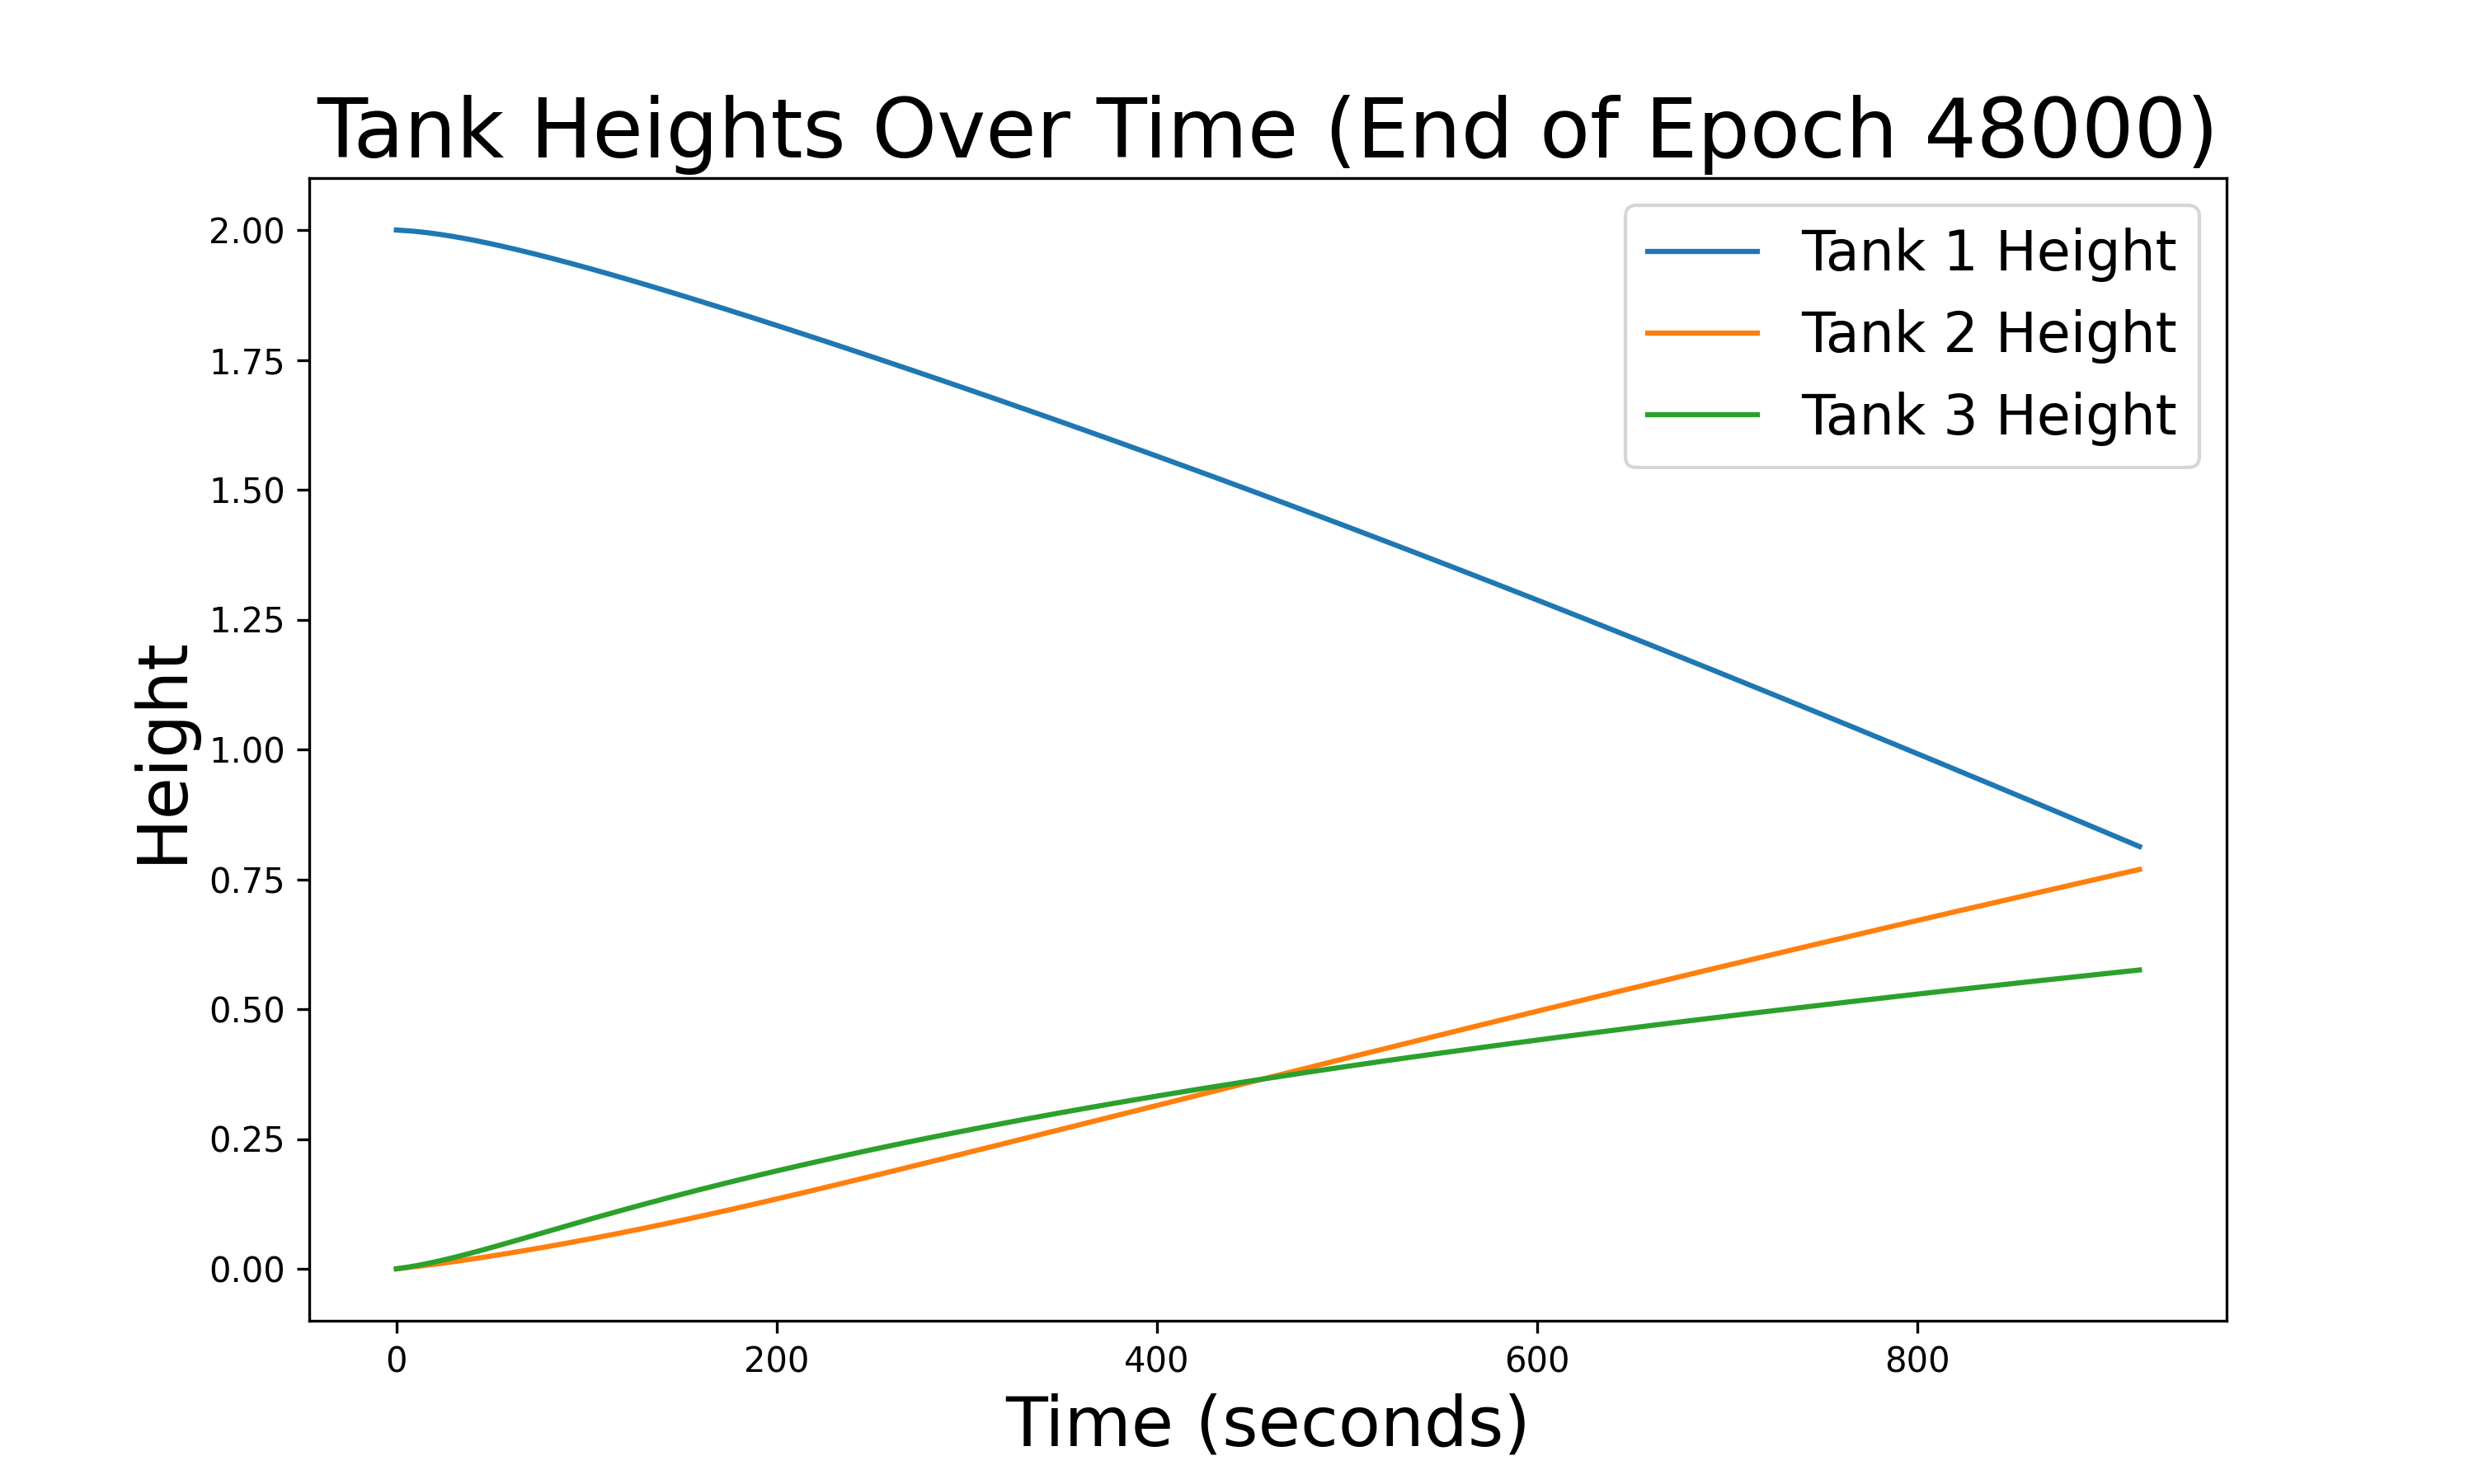 Tank Heights Over Time (End of Epoch 48000)
Tank 1 Height
Tank 2 Height
Tank 3 Height
Height
2.00
1.75
1.50
1.25
1.00
0.75
0.50
0.25
0.00
0 200 400 600 800
Time (seconds)